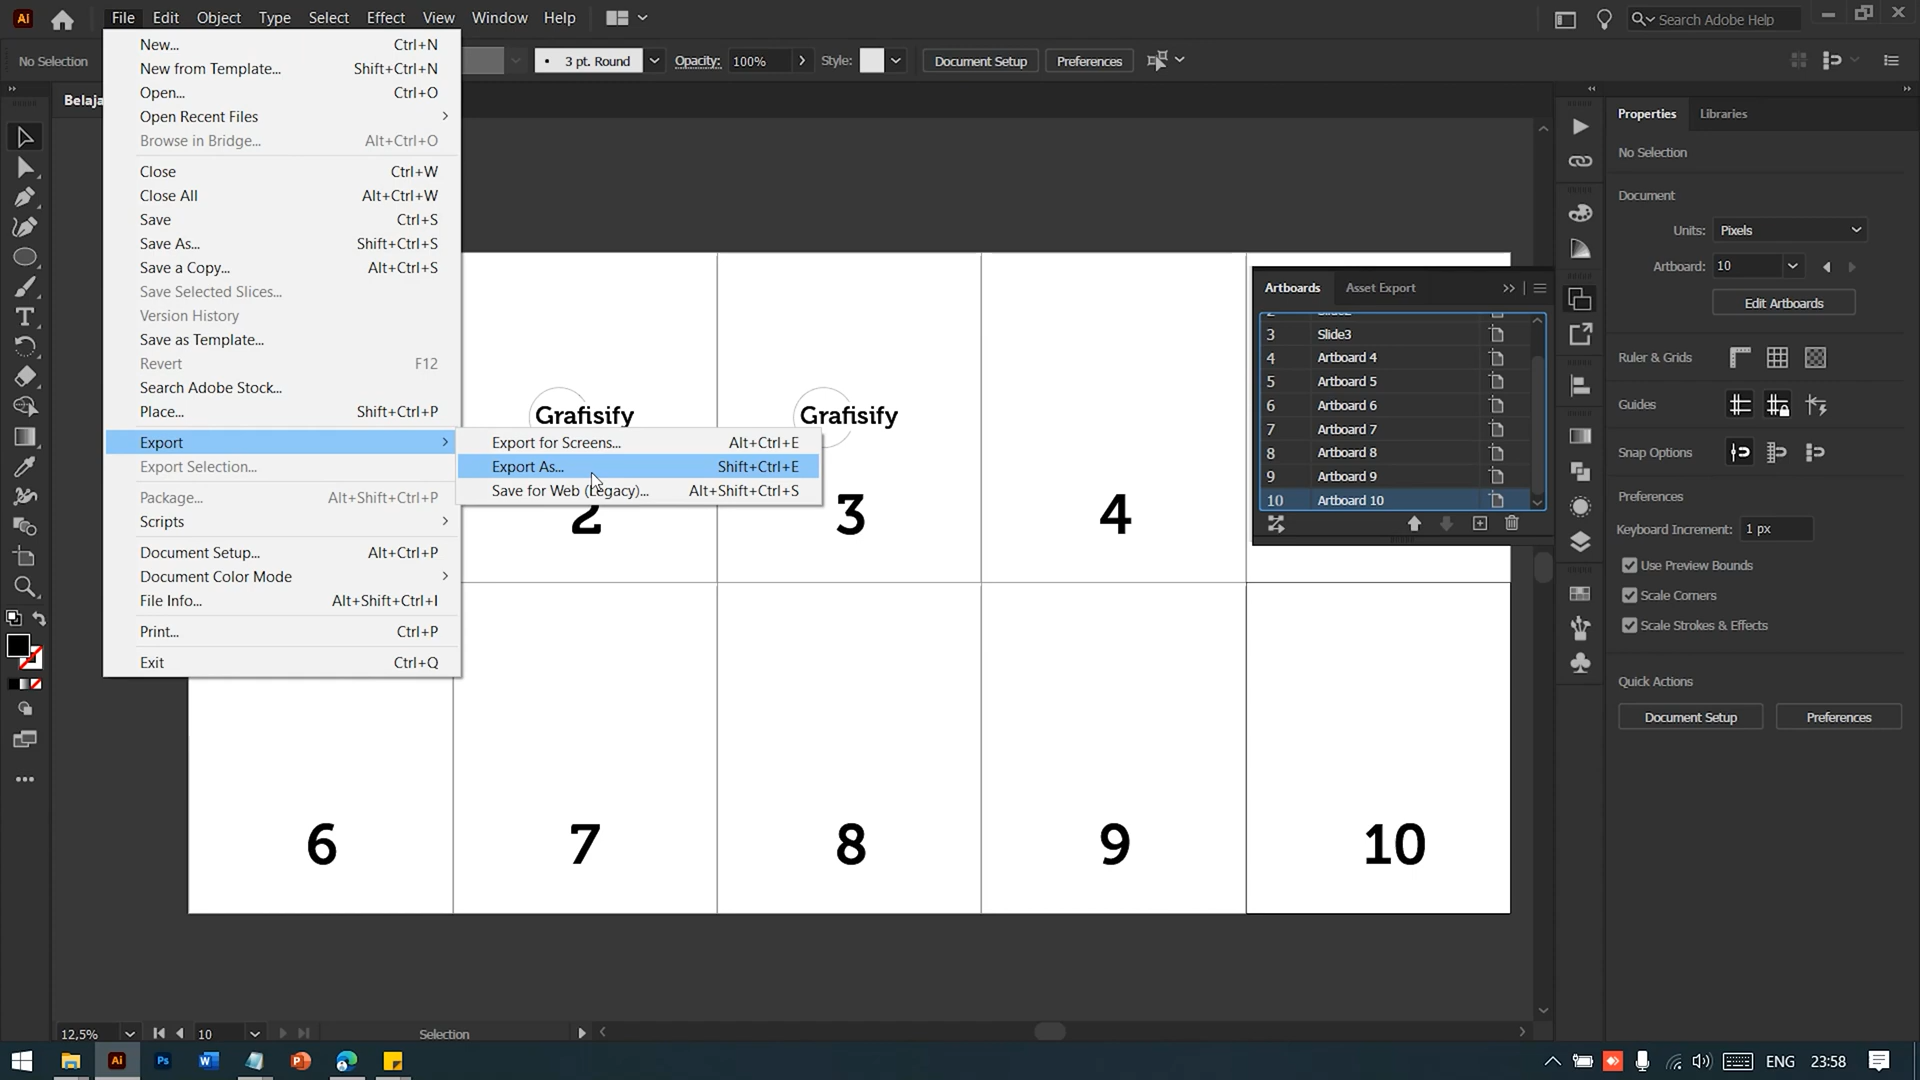 Ai File Edit Object Type Select Effect View Window Help Search Adobe Help
No Selection 3 pt. Round Opacity: 100% Style: Document Setup Preferences
Belaja
New... Ctrl+N
New from Template... Shift+Ctrl+N
Open... Ctrl+O
Open Recent Files
Browse in Bridge... Alt+Ctrl+O
Close Ctrl+W
Close All Alt+Ctrl+W
Save Ctrl+S
Save As... Shift+Ctrl+S
Save a Copy... Alt+Ctrl+S
Save Selected Slices...
Version History
Save as Template...
Revert F12
Search Adobe Stock...
Place... Shift+Ctrl+P
Export
Export Selection...
Package... Alt+Shift+Ctrl+P
Scripts
Document Setup... Alt+Ctrl+P
Document Color Mode
File Info... Alt+Shift+Ctrl+I
Print... Ctrl+P
Exit Ctrl+Q
Export for Screens... Alt+Ctrl+E
Export As... Shift+Ctrl+E
Save for Web (Legacy)... Alt+Shift+Ctrl+S
Grafisify Grafisify
2 3 4
6 7 8 9 10
Artboards Asset Export
3 Slide3
4 Artboard 4
5 Artboard 5
6 Artboard 6
7 Artboard 7
8 Artboard 8
9 Artboard 9
10 Artboard 10
Properties Libraries
No Selection
Document
Units: Pixels
Artboard: 10
Edit Artboards
Ruler & Grids
Guides
Snap Options
Preferences
Keyboard Increment: 1 px
Use Preview Bounds
Scale Corners
Scale Strokes & Effects
Quick Actions
Document Setup Preferences
12,5% 10 Selection
Ai Ps W P ENG 23:58